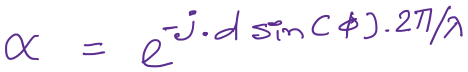 α = e^{-j·d sin(ϕ)·2π/λ}